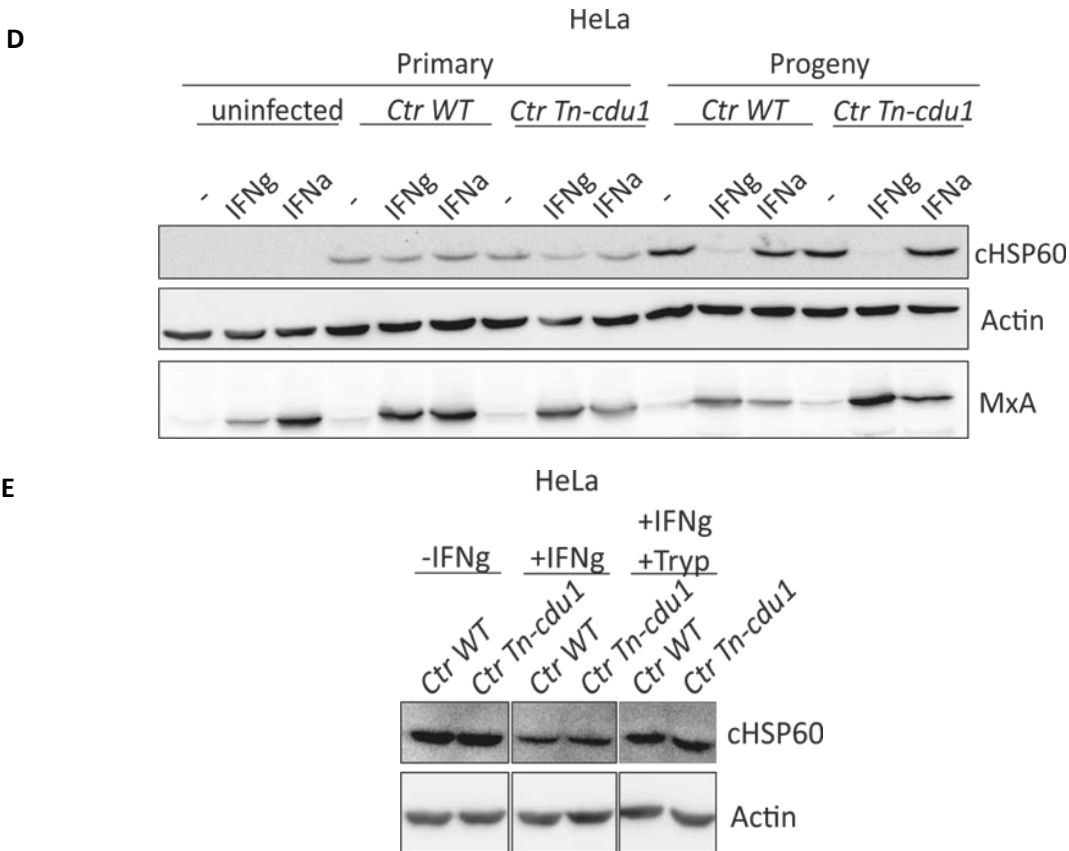 D
HeLa
Primary Progeny
uninfected Ctr WT Ctr Tn-cdu1 Ctr WT Ctr Tn-cdu1
- IFNg IFNa - IFNg IFNa - IFNg IFNa - IFNg IFNa - IFNg IFNa
cHSP60
Actin
MxA
E
HeLa
-IFNg +IFNg +IFNg
+Tryp
Ctr WT Ctr Tn-cdu1 Ctr WT Ctr Tn-cdu1 Ctr WT Ctr Tn-cdu1
cHSP60
Actin